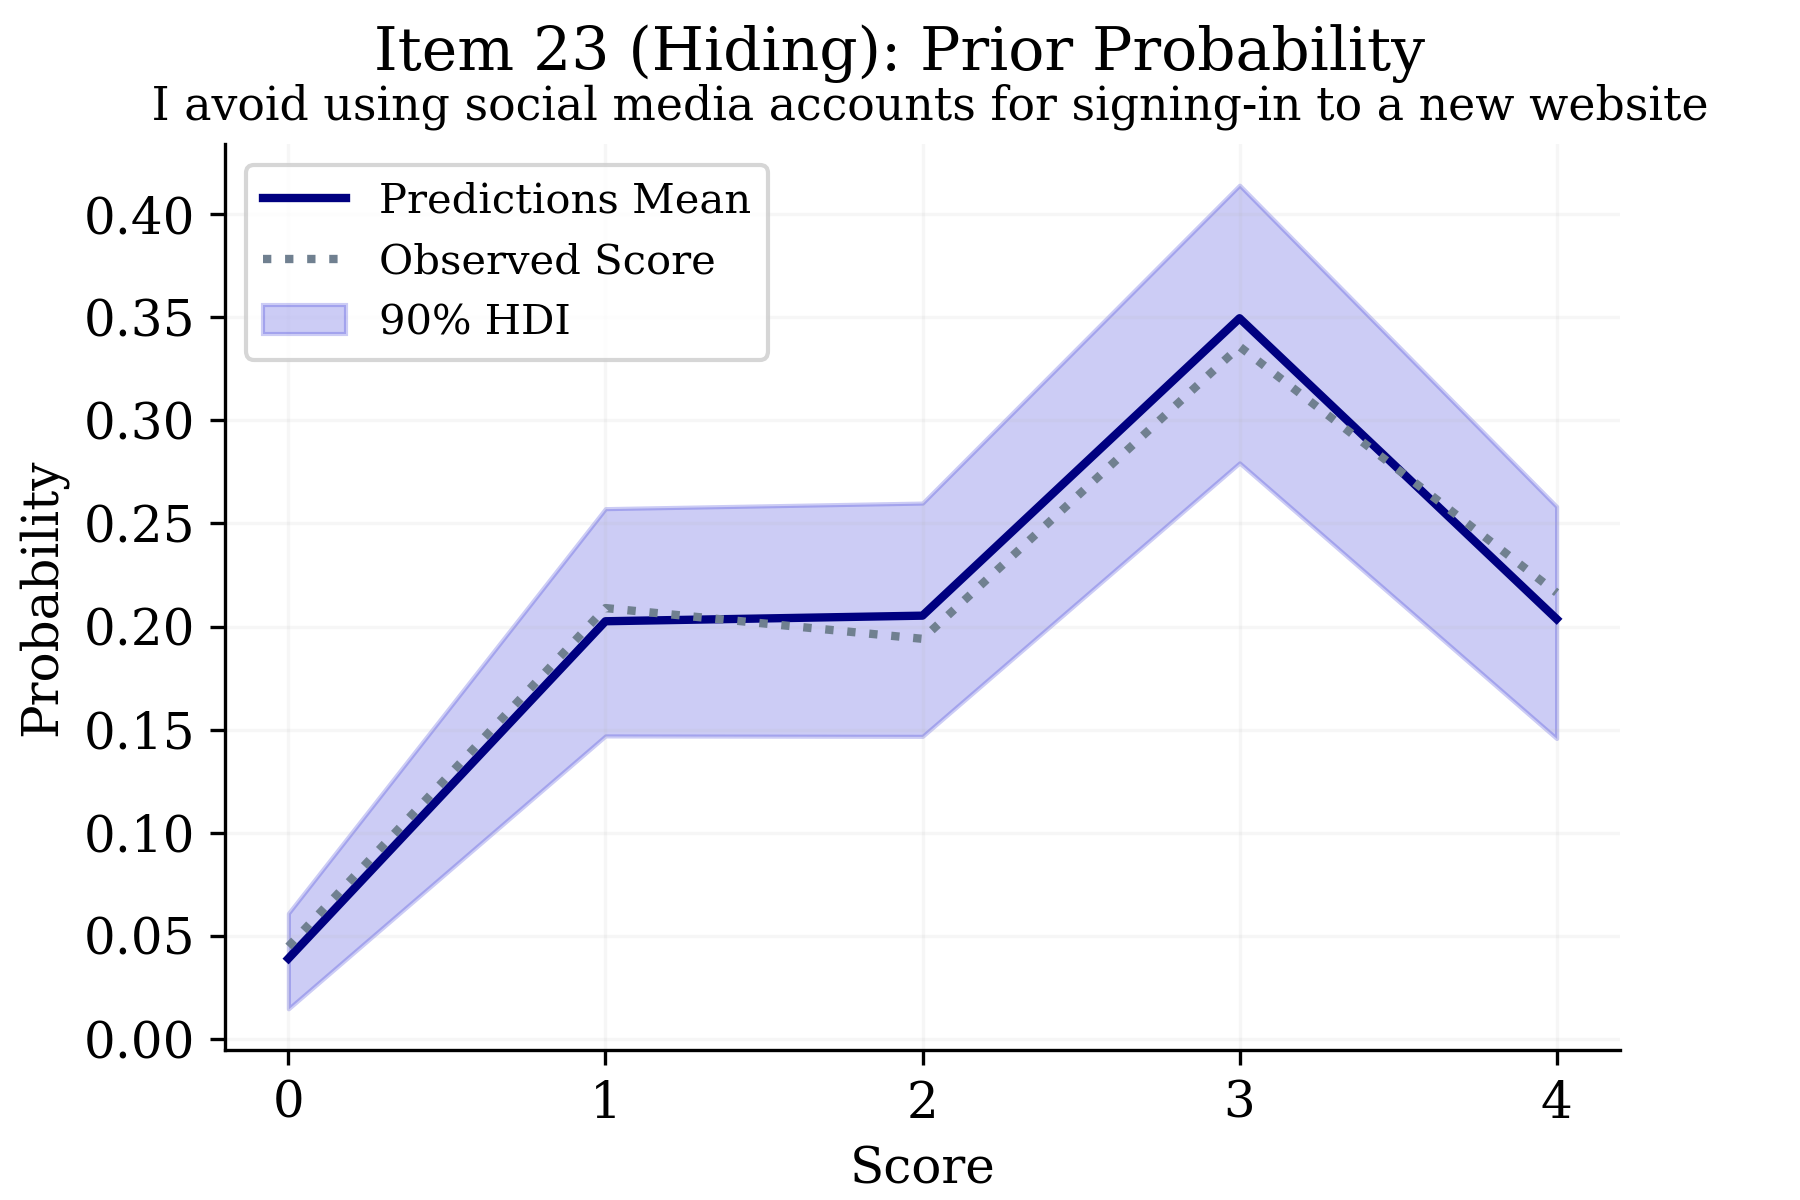 Item 23 (Hiding): Prior Probability
I avoid using social media accounts for signing-in to a new website
Predictions Mean
Observed Score
90% HDI
Probability
0.40
0.35
0.30
0.25
0.20
0.15
0.10
0.05
0.00
0 1 2 3 4
Score